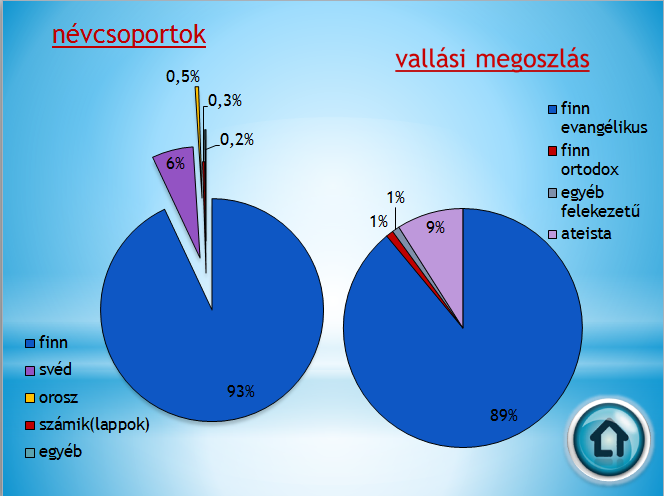 névcsoportok
0,5%
0,3%
0,2%
6%
93%
finn
svéd
orosz
számik(lappok)
egyéb
vallási megoszlás
finn
evangélikus
finn
ortodox
egyéb
felekezetű
ateista
1%
1%
9%
89%